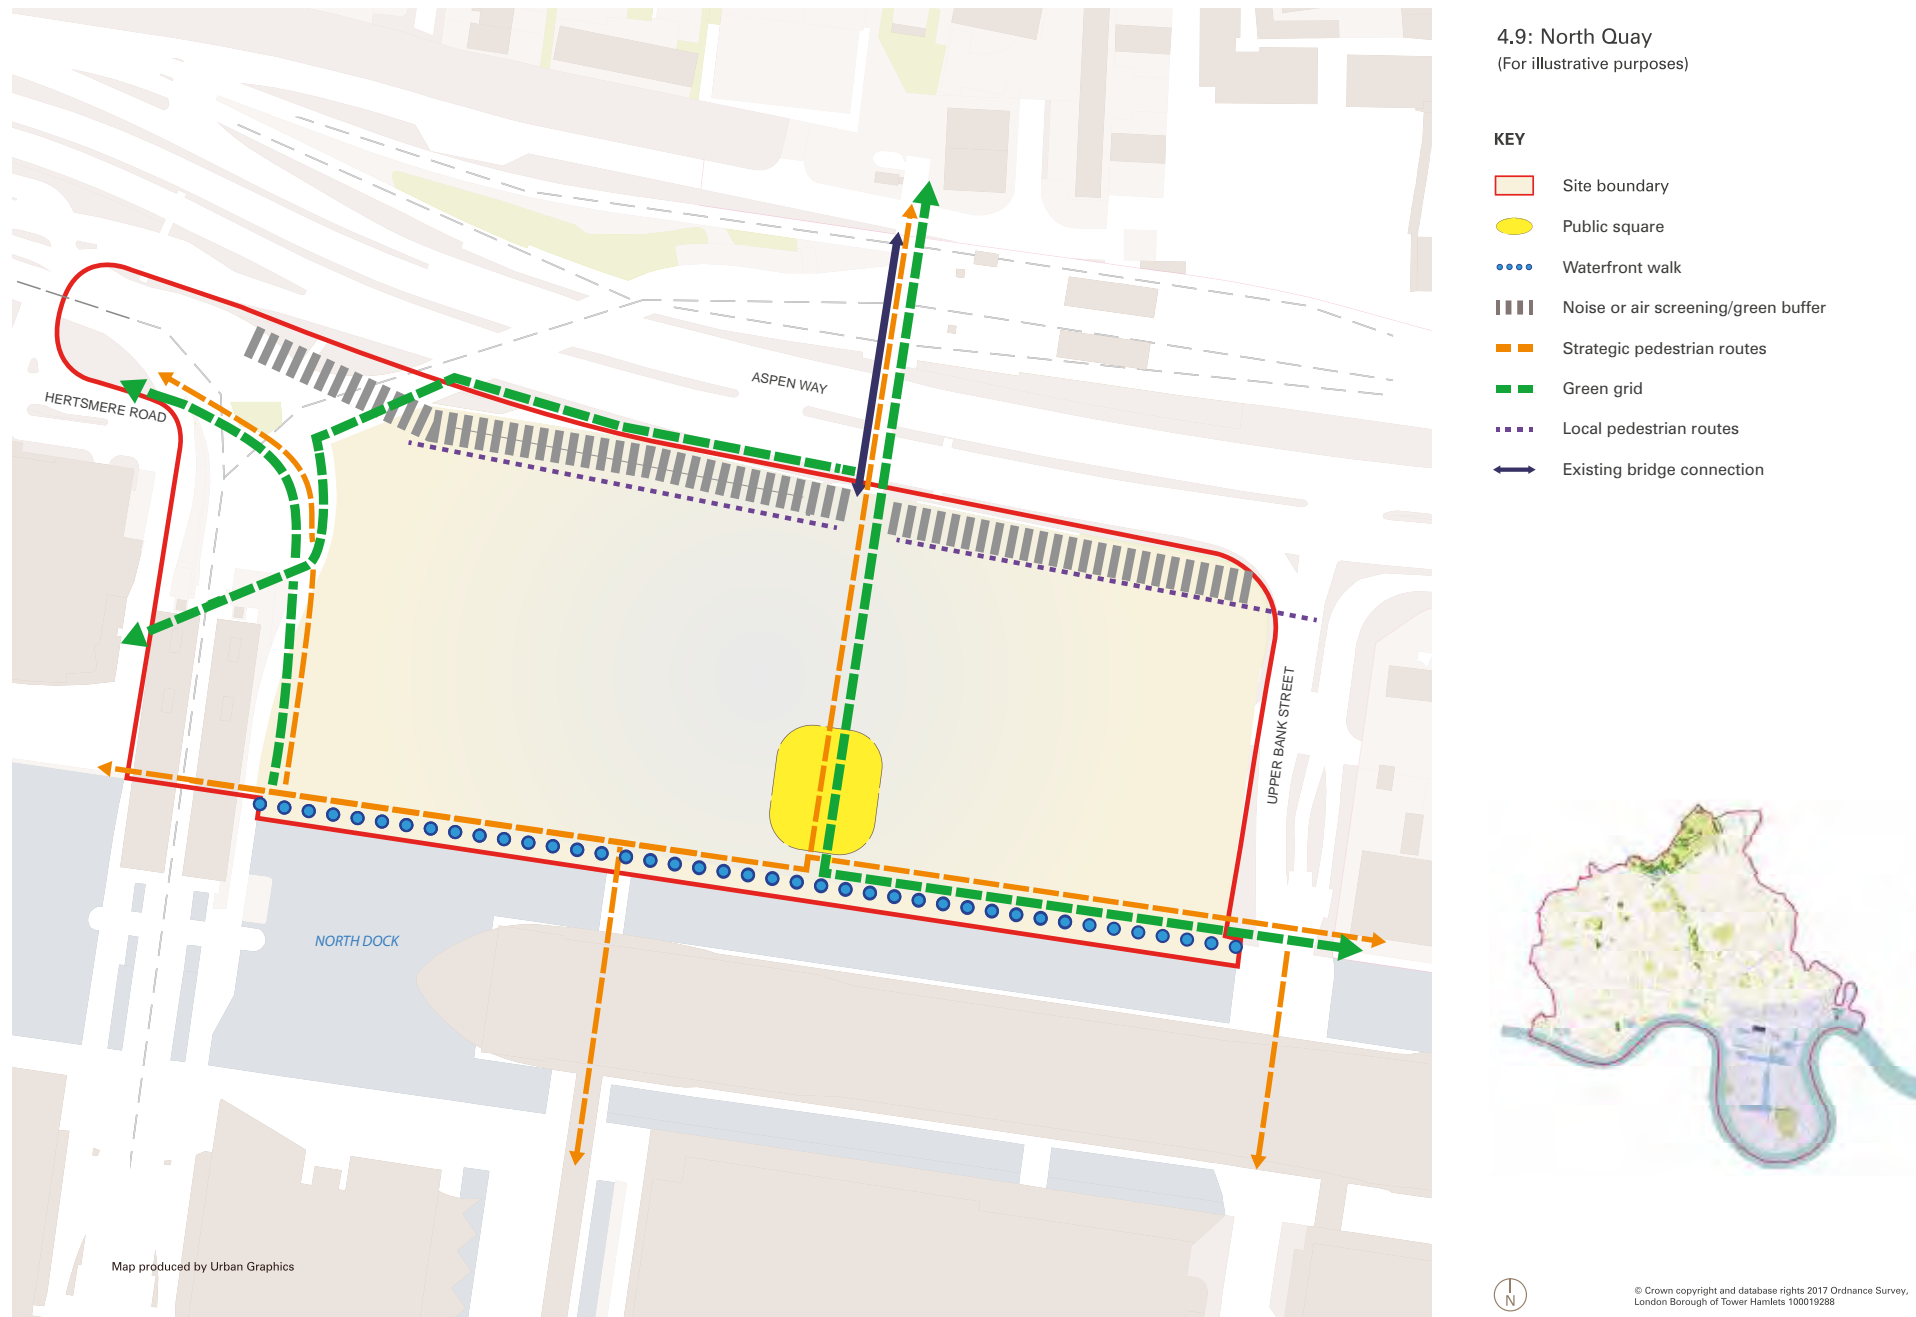 4.9: North Quay
(For illustrative purposes)
KEY
Site boundary
Public square
Waterfront walk
Noise or air screening/green buffer
Strategic pedestrian routes
Green grid
Local pedestrian routes
Existing bridge connection
ASPEN WAY
HERTSMERE ROAD
UPPER BANK STREET
NORTH DOCK
Map produced by Urban Graphics
N
© Crown copyright and database rights 2017 Ordnance Survey,
London Borough of Tower Hamlets 100019288